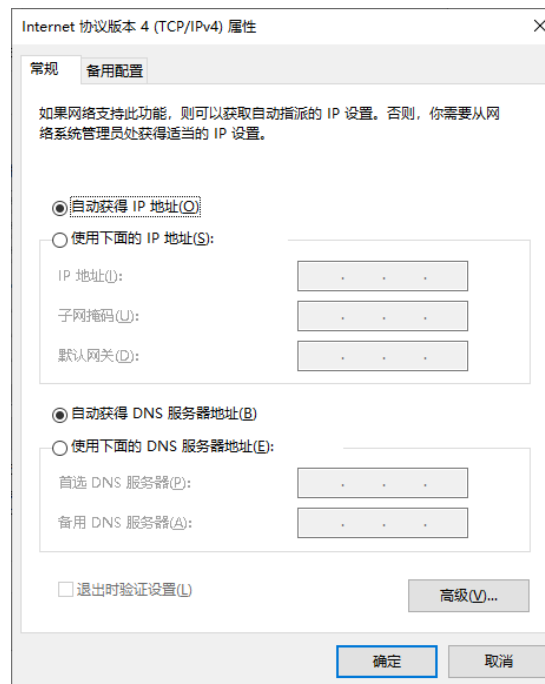 Internet 协议版本 4 (TCP/IPv4) 属性
常规
备用配置
如果网络支持此功能，则可以获取自动指派的 IP 设置。否则，你需要从网
络系统管理员处获得适当的 IP 设置。
自动获得 IP 地址(O)
使用下面的 IP 地址(S):
IP 地址(I):
子网掩码(U):
默认网关(D):
自动获得 DNS 服务器地址(B)
使用下面的 DNS 服务器地址(E):
首选 DNS 服务器(P):
备用 DNS 服务器(A):
退出时验证设置(L)
高级(V)...
确定
取消